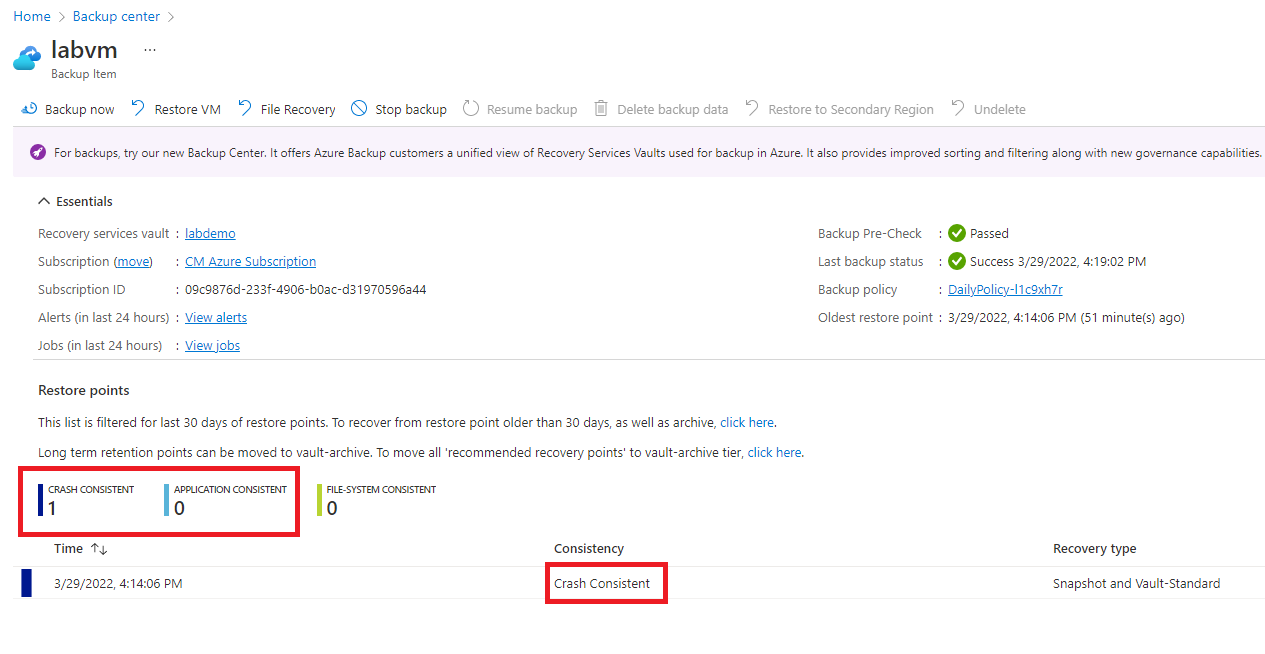 Home > Backup center >
labvm ...
Backup Item
Backup now Restore VM File Recovery Stop backup Resume backup Delete backup data Restore to Secondary Region Undelete
For backups, try our new Backup Center. It offers Azure Backup customers a unified view of Recovery Services Vaults used for backup in Azure. It also provides improved sorting and filtering along with new governance capabilities.
Essentials
Recovery services vault : labdemo
Backup Pre-Check : Passed
Subscription (move) : CM Azure Subscription
Last backup status : Success 3/29/2022, 4:19:02 PM
Subscription ID : 09c9876d-233f-4906-b0ac-d31970596a44
Backup policy : DailyPolicy-l1c9xh7r
Alerts (in last 24 hours) : View alerts
Oldest restore point : 3/29/2022, 4:14:06 PM (51 minute(s) ago)
Jobs (in last 24 hours) : View jobs
Restore points
This list is filtered for last 30 days of restore points. To recover from restore point older than 30 days, as well as archive, click here.
Long term retention points can be moved to vault-archive. To move all 'recommended recovery points' to vault-archive tier, click here.
CRASH CONSISTENT APPLICATION CONSISTENT FILE-SYSTEM CONSISTENT
1 0 0
Time ↑↓ Consistency Recovery type
3/29/2022, 4:14:06 PM Crash Consistent Snapshot and Vault-Standard